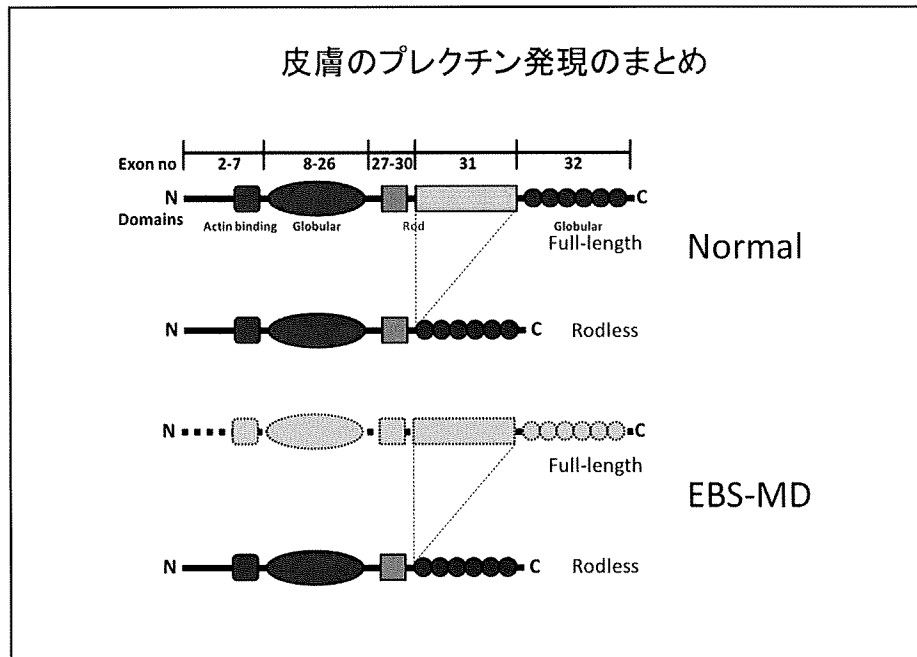 皮膚のプレクチン発現のまとめ
Exon no 2-7 8-26 27-30 31 32
N C
Domains
Actin binding Globular Rod Globular
Full-length
Normal
N C Rodless
N C
Full-length
EBS-MD
N C Rodless